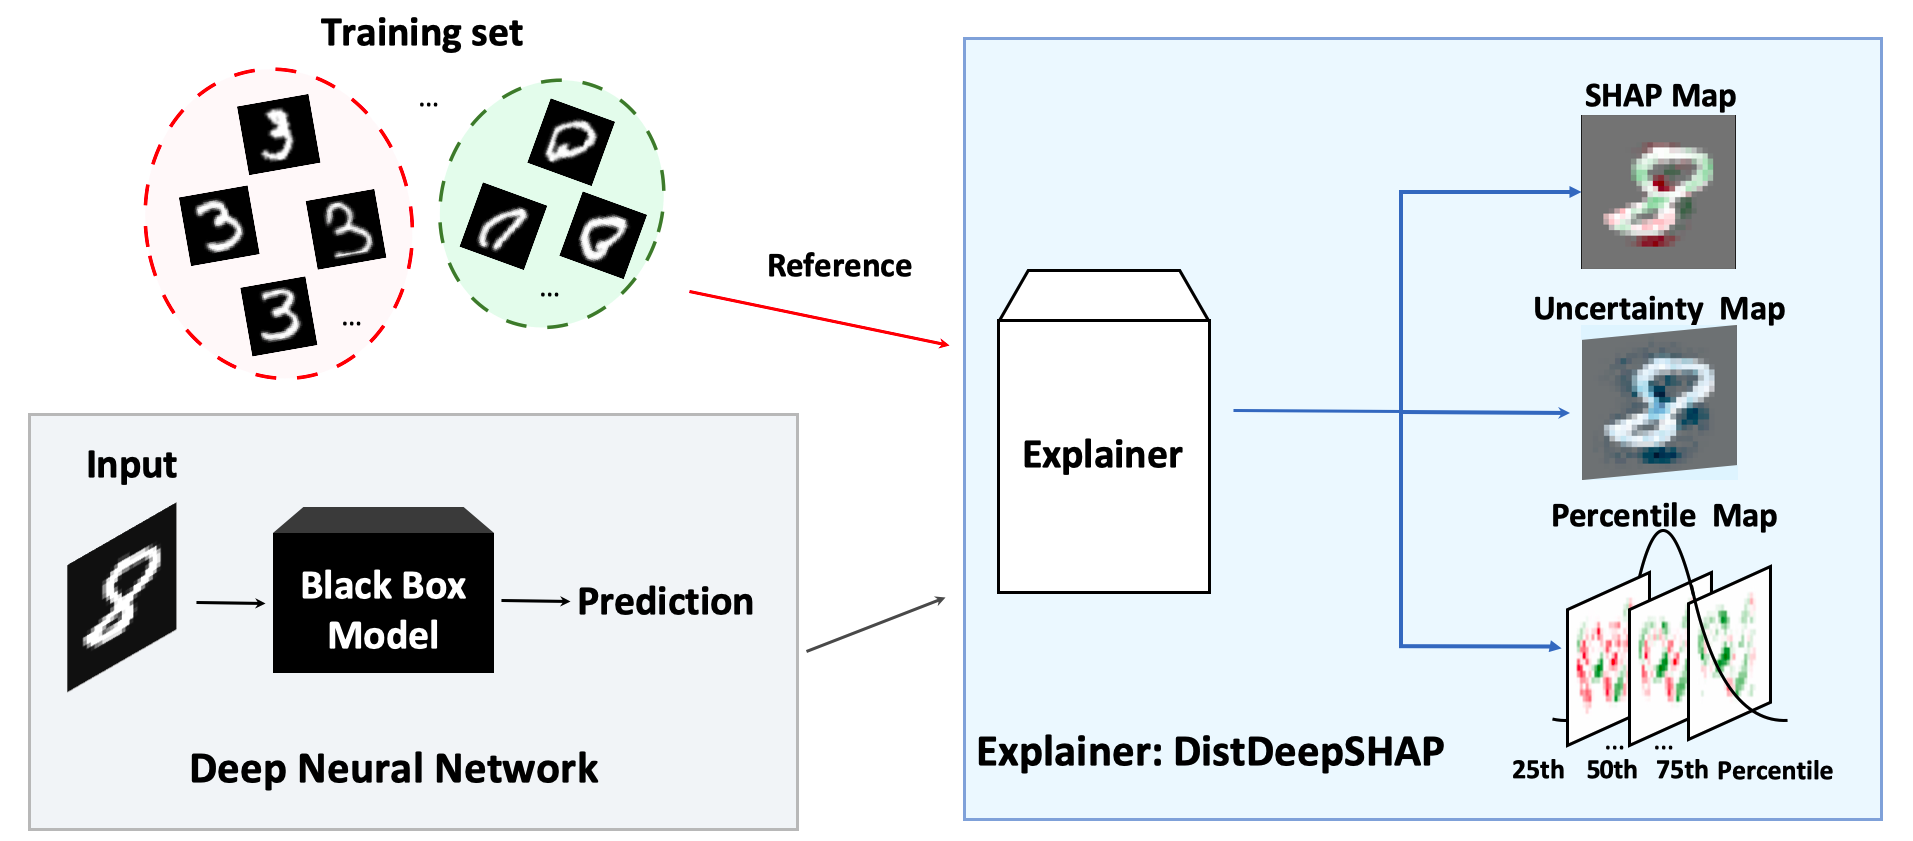 Training set
...
...
...
Reference
Input
Black Box
Model
Prediction
Deep Neural Network
Explainer
Explainer: DistDeepSHAP
SHAP Map
Uncertainty Map
Percentile Map
... ...
25th 50th 75th Percentile